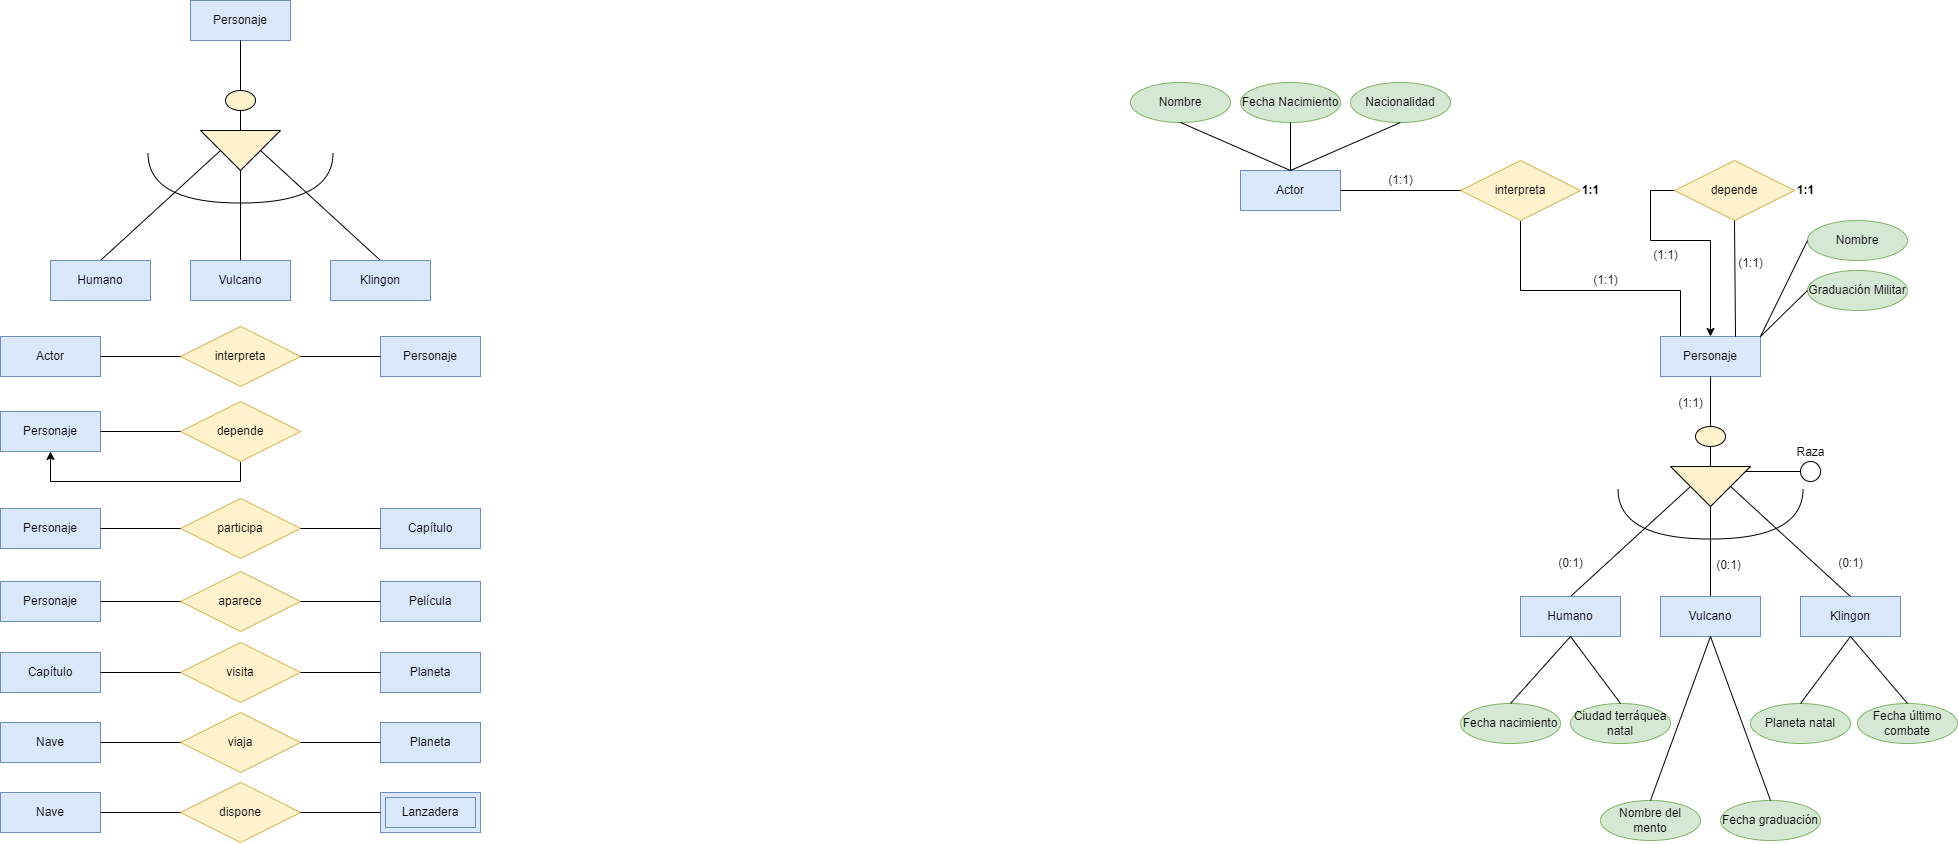 Personaje
Humano
Vulcano
Klingon
Actor
interpreta
Personaje
Personaje
depende
Personaje
participa
Capítulo
Personaje
aparece
Película
Capítulo
visita
Planeta
Nave
viaja
Planeta
Nave
dispone
Lanzadera
Nombre
Fecha Nacimiento
Nacionalidad
Actor
(1:1)
interpreta
1:1
depende
1:1
(1:1)
(1:1)
(1:1)
Nombre
Graduación Militar
Personaje
(1:1)
Raza
(0:1)
(0:1)
(0:1)
Humano
Vulcano
Klingon
Fecha nacimiento
Ciudad terráquea
natal
Planeta natal
Fecha último
combate
Nombre del
mento
Fecha graduación